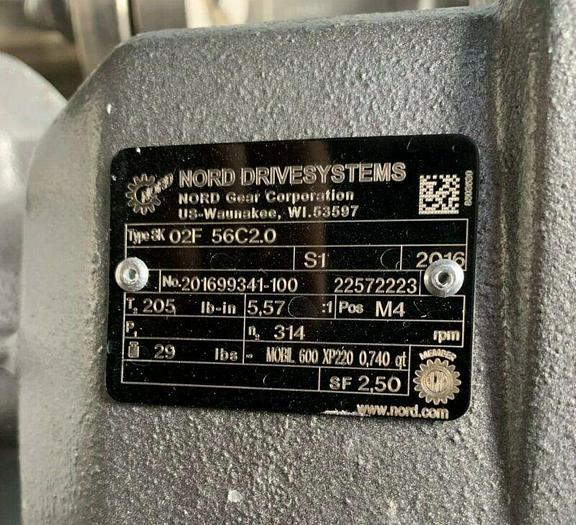 NORD
NORD DRIVESYSTEMS
NORD Gear Corporation
US-Waunakee, WI.53597
Type SK 02F 56C2.0
S1 2016
No. 201699341-100 22572223
T₂ 205 lb-in 5,57 :1 Pos M4
P₁ n₂ 314 rpm
29 lbs - MOBIL 600 XP220 0,740 qt
SF 2,50
MEMBER
www.nord.com